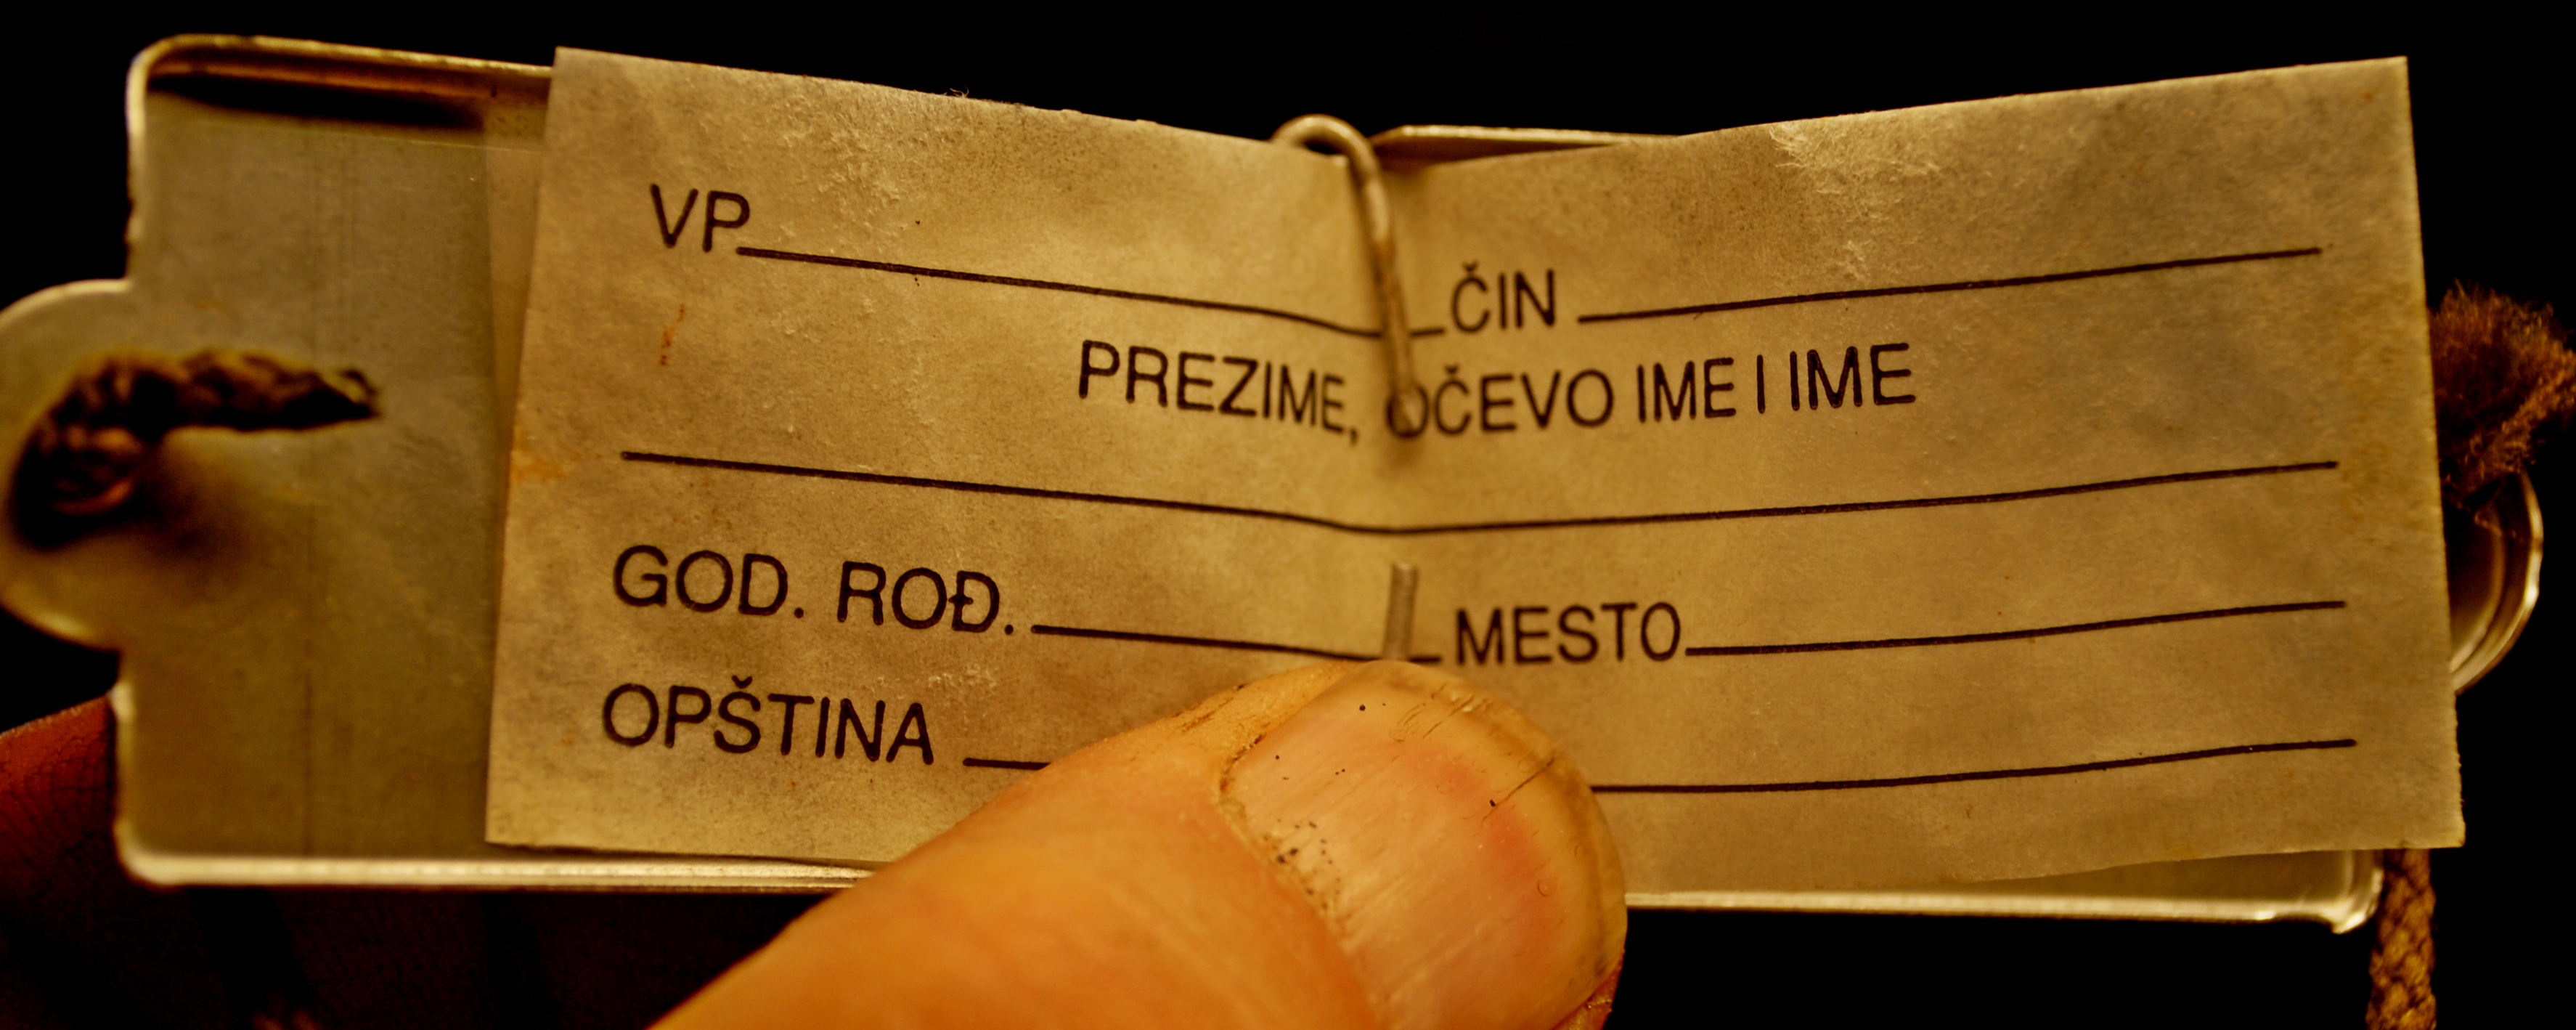 VP ČIN
PREZIME, OČEVO IME I IME
GOD. ROĐ. MESTO
OPŠTINA